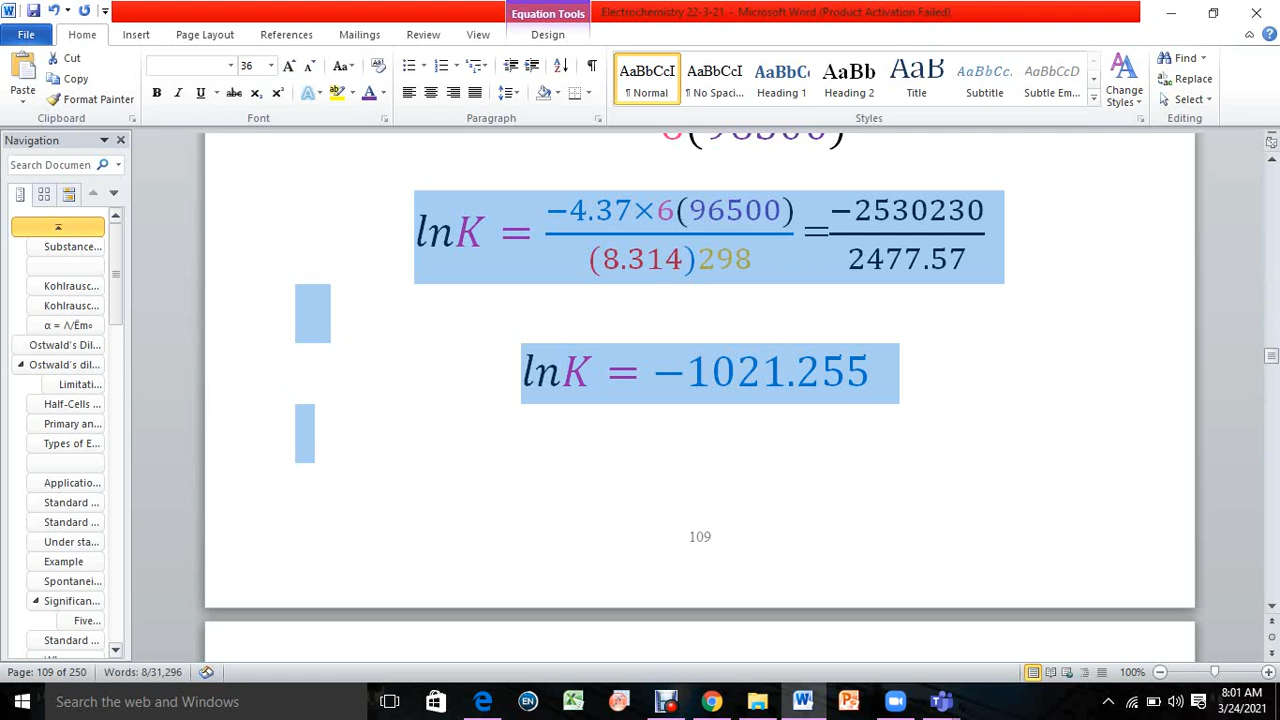 Electrochemistry 22-3-21 - Microsoft Word (Product Activation Failed)
Equation Tools
File Home Insert Page Layout References Mailings Review View Design
Paste
Cut
Copy
Format Painter
Clipboard
36
Font
Paragraph
AaBbCcI AaBbCcI AaBbCc AaBb AaB AaBbCc. AaBbCcD
¶ Normal ¶ No Spaci... Heading 1 Heading 2 Title Subtitle Subtle Em...
Change Styles
Styles
Find
Replace
Select
Editing
Navigation
Search Documen
Substance...
Kohlrausc...
Kohlrausc...
α = Λ/Ëm∘
Ostwald's Dil...
Ostwald's dil...
Limitati...
Half-Cells ...
Primary an...
Types of E...
Applicatio...
Standard ...
Standard ...
Under sta...
Example
Spontanei...
Significan...
Five...
Standard ...
lnK = −4.37×6(96500) / (8.314)298 = −2530230 / 2477.57
lnK = −1021.255
109
Page: 109 of 250 Words: 8/31,296 100%
Search the web and Windows
EN
8:01 AM
3/24/2021